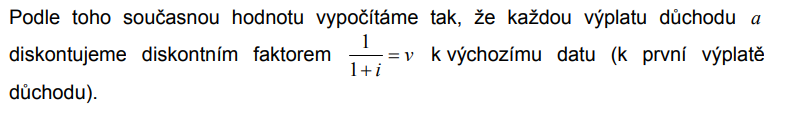 Podle toho současnou hodnotu vypočítáme tak, že každou výplatu důchodu a
diskontujeme diskontním faktorem 1/(1+i) = v k výchozímu datu (k první výplatě
důchodu).